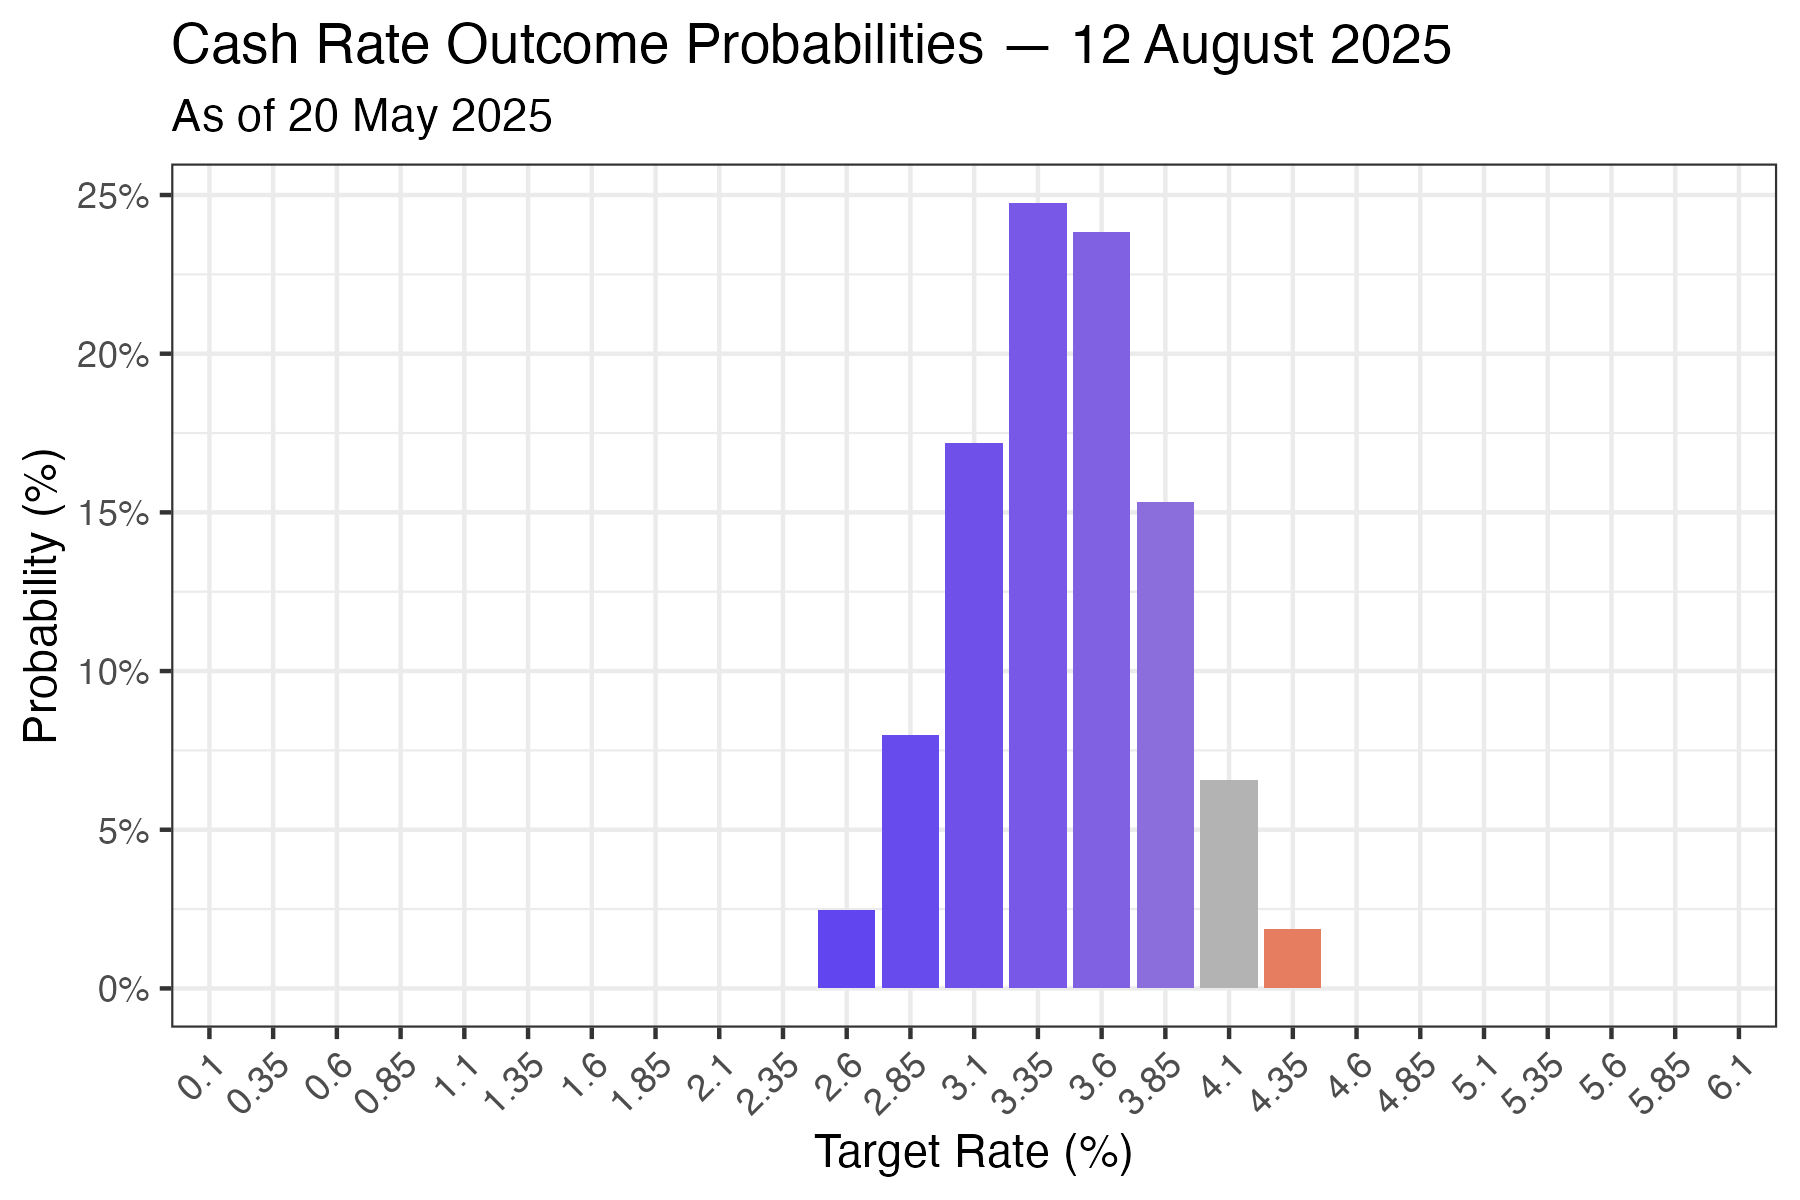 Cash Rate Outcome Probabilities — 12 August 2025
As of 20 May 2025
Probability (%)
25%
20%
15%
10%
5%
0%
0.1 0.35 0.6 0.85 1.1 1.35 1.6 1.85 2.1 2.35 2.6 2.85 3.1 3.35 3.6 3.85 4.1 4.35 4.6 4.85 5.1 5.35 5.6 5.85 6.1
Target Rate (%)